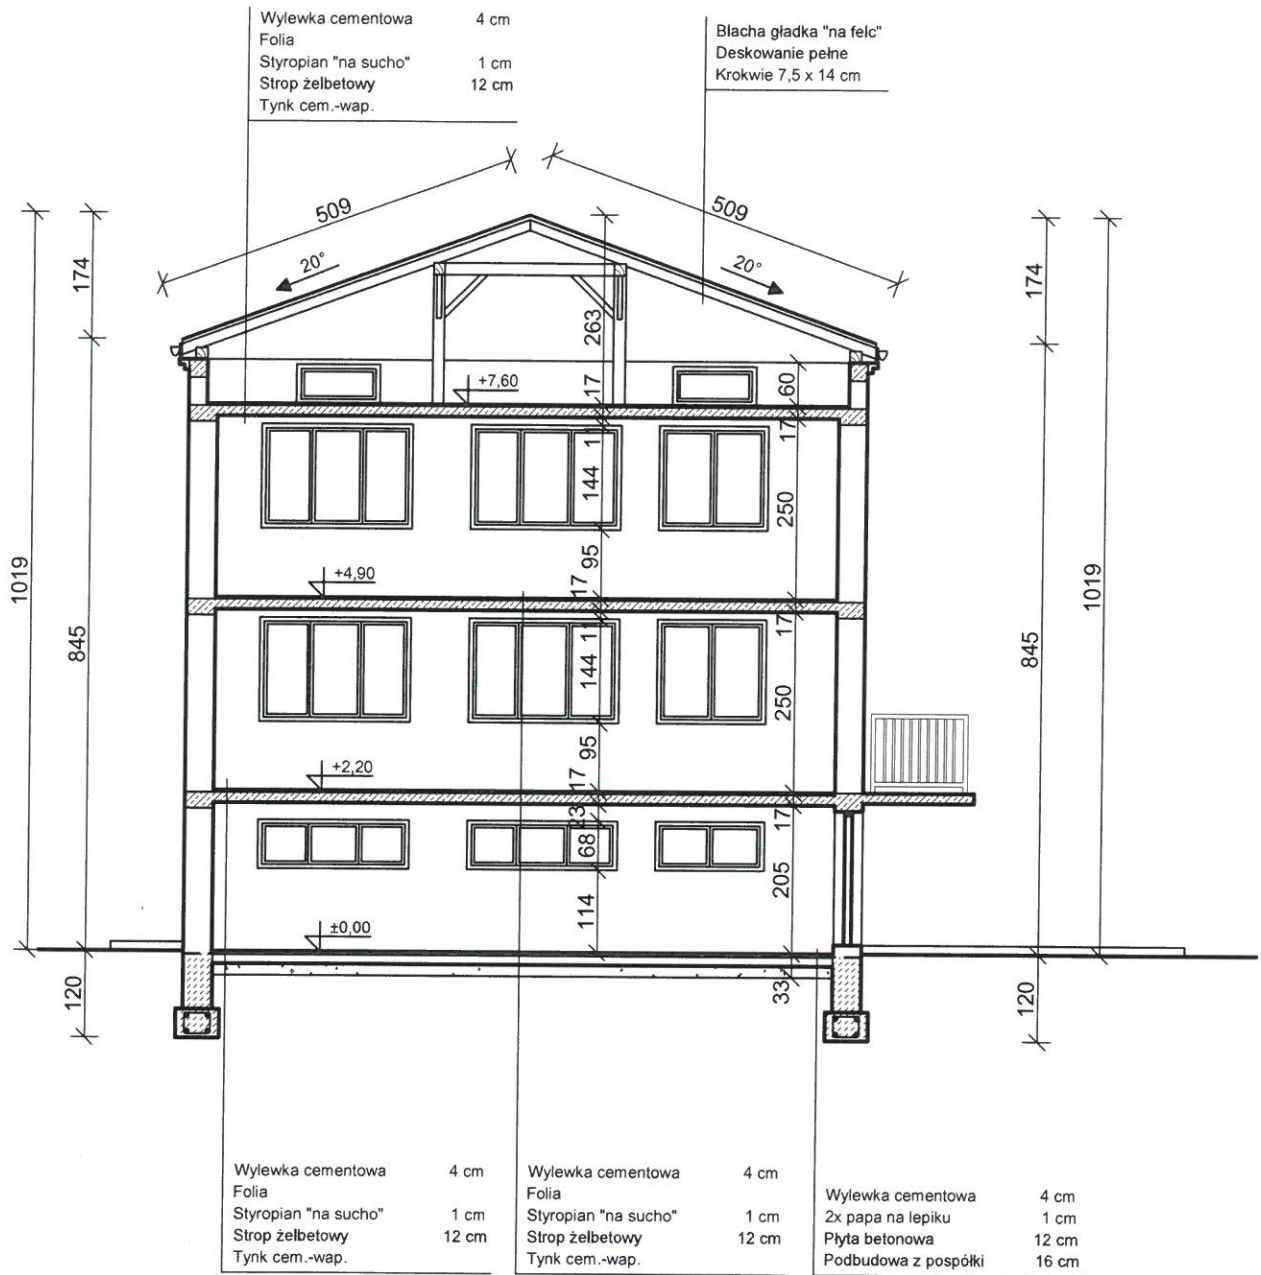 Wylewka cementowa 4 cm
Folia
Styropian "na sucho" 1 cm
Strop żelbetowy 12 cm
Tynk cem.-wap.
Blacha gładka "na felc"
Deskowanie pełne
Krokwie 7,5 x 14 cm
509
509
20°
20°
174
174
263
+7,60
17
60
17
11
144
250
95
+4,90
17
1019
845
1019
845
17
11
144
250
95
+2,20
17
17
23
68
205
114
±0,00
33
120
120
Wylewka cementowa 4 cm
Folia
Styropian "na sucho" 1 cm
Strop żelbetowy 12 cm
Tynk cem.-wap.
Wylewka cementowa 4 cm
Folia
Styropian "na sucho" 1 cm
Strop żelbetowy 12 cm
Tynk cem.-wap.
Wylewka cementowa 4 cm
2x papa na lepiku 1 cm
Płyta betonowa 12 cm
Podbudowa z pospółki 16 cm